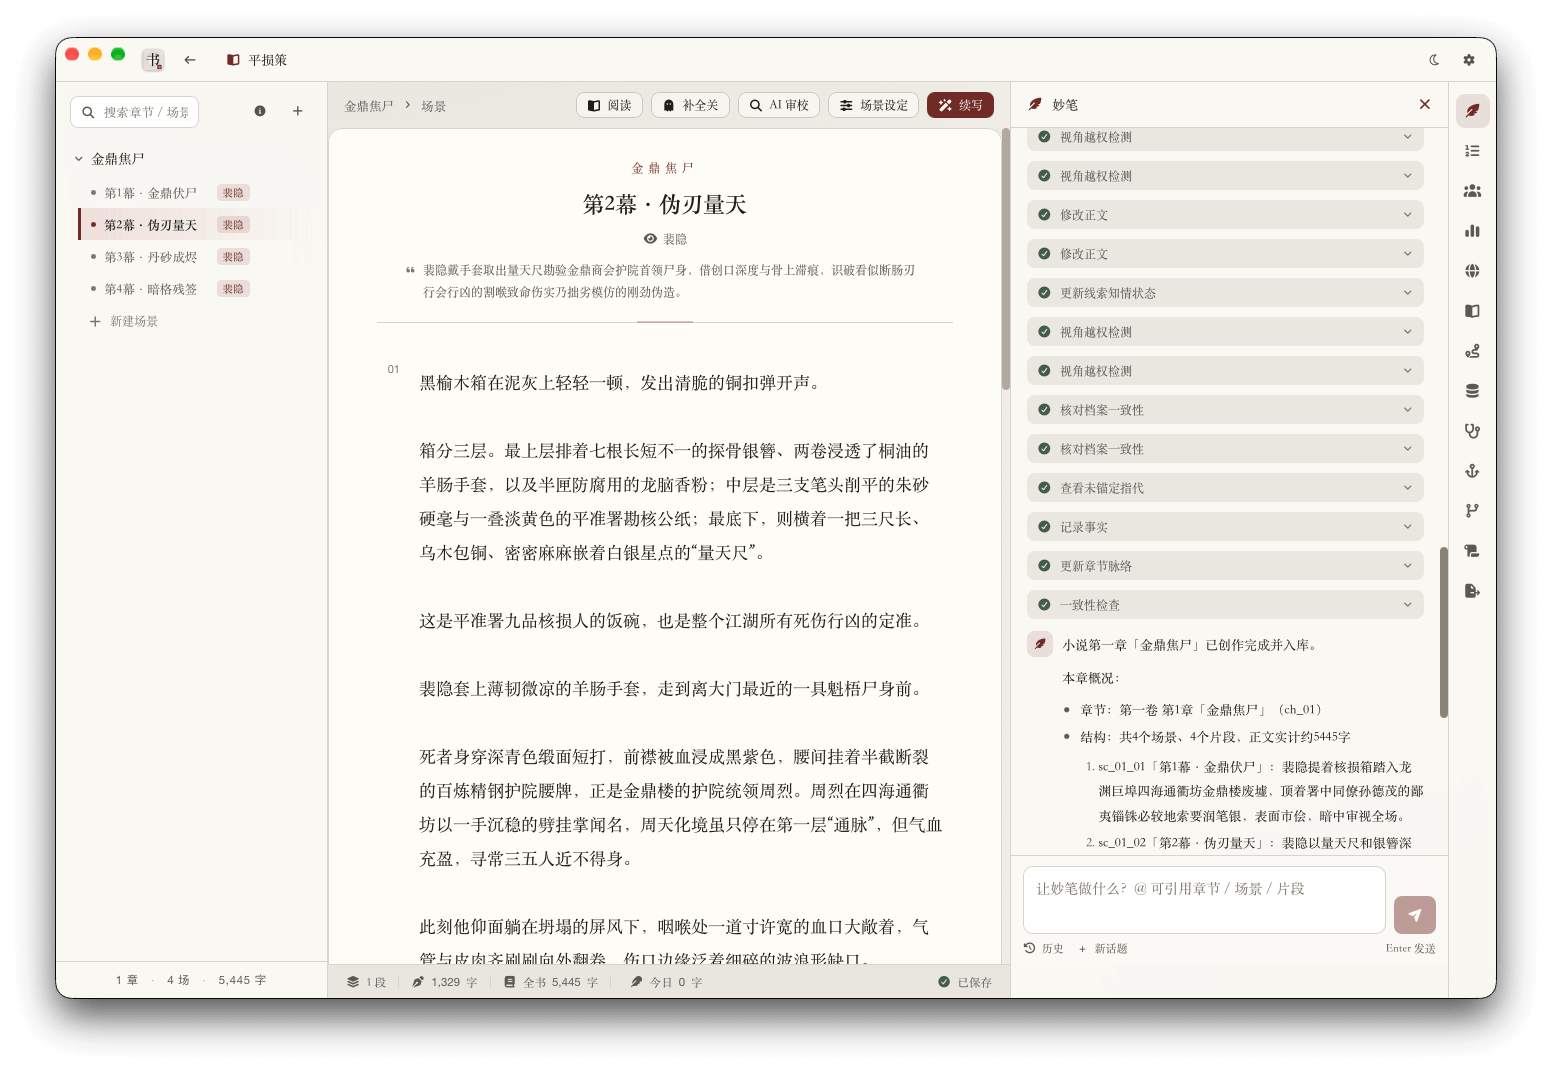 书
平损策
搜索章节 / 场景
金鼎焦尸
第1幕 · 金鼎伏尸 裴隐
第2幕 · 伪刃量天 裴隐
第3幕 · 丹砂成烬 裴隐
第4幕 · 暗格残签 裴隐
新建场景
1 章 · 4 场 · 5,445 字
金鼎焦尸 > 场景
阅读
补全关
AI 审校
场景设定
续写
金鼎焦尸
第2幕 · 伪刃量天
裴隐
裴隐戴手套取出量天尺勘验金鼎商会护院首领尸身，借创口深度与骨上滞痕，识破看似断肠刃
行会行凶的割喉致命伤实乃拙劣模仿的刚劲伪造。
01
黑榆木箱在泥灰上轻轻一顿，发出清脆的铜扣弹开声。
箱分三层。最上层排着七根长短不一的探骨银簪、两卷浸透了桐油的
羊肠手套，以及半匣防腐用的龙脑香粉；中层是三支笔头削平的朱砂
硬毫与一叠淡黄色的平准署勘核公纸；最底下，则横着一把三尺长、
乌木包铜、密密麻麻嵌着白银星点的“量天尺”。
这是平准署九品核损人的饭碗，也是整个江湖所有死伤行凶的定准。
裴隐套上薄韧微凉的羊肠手套，走到离大门最近的一具魁梧尸身前。
死者身穿深青色缎面短打，前襟被血浸成黑紫色，腰间挂着半截断裂
的百炼精钢护院腰牌，正是金鼎楼的护院统领周烈。周烈在四海通衢
坊以一手沉稳的劈挂掌闻名，周天化境虽只停在第一层“通脉”，但气血
充盈，寻常三五人近不得身。
此刻他仰面躺在坍塌的屏风下，咽喉处一道寸许宽的血口大敞着，气
管与皮肉齐刷刷向外翻卷，伤口边缘泛着细碎的波浪形缺口。
1 段
1,329 字
全书 5,445 字
今日 0 字
已保存
妙笔
视角越权检测
视角越权检测
修改正文
修改正文
更新线索知情状态
视角越权检测
视角越权检测
核对档案一致性
核对档案一致性
查看未锚定指代
记录事实
更新章节脉络
一致性检查
小说第一章「金鼎焦尸」已创作完成并入库。
本章概况：
章节：第一卷 第1章「金鼎焦尸」（ch_01）
结构：共4个场景、4个片段，正文实计约5445字
1. sc_01_01「第1幕 · 金鼎伏尸」：裴隐提着核损箱踏入龙
渊巨埠四海通衢坊金鼎楼废墟，顶着署中同僚孙德茂的鄙
夷锱铢必较地索要润笔银，表面市侩，暗中审视全场。
2. sc_01_02「第2幕 · 伪刃量天」：裴隐以量天尺和银簪深
让妙笔做什么？@ 可引用章节 / 场景 / 片段
历史
+ 新话题
Enter 发送